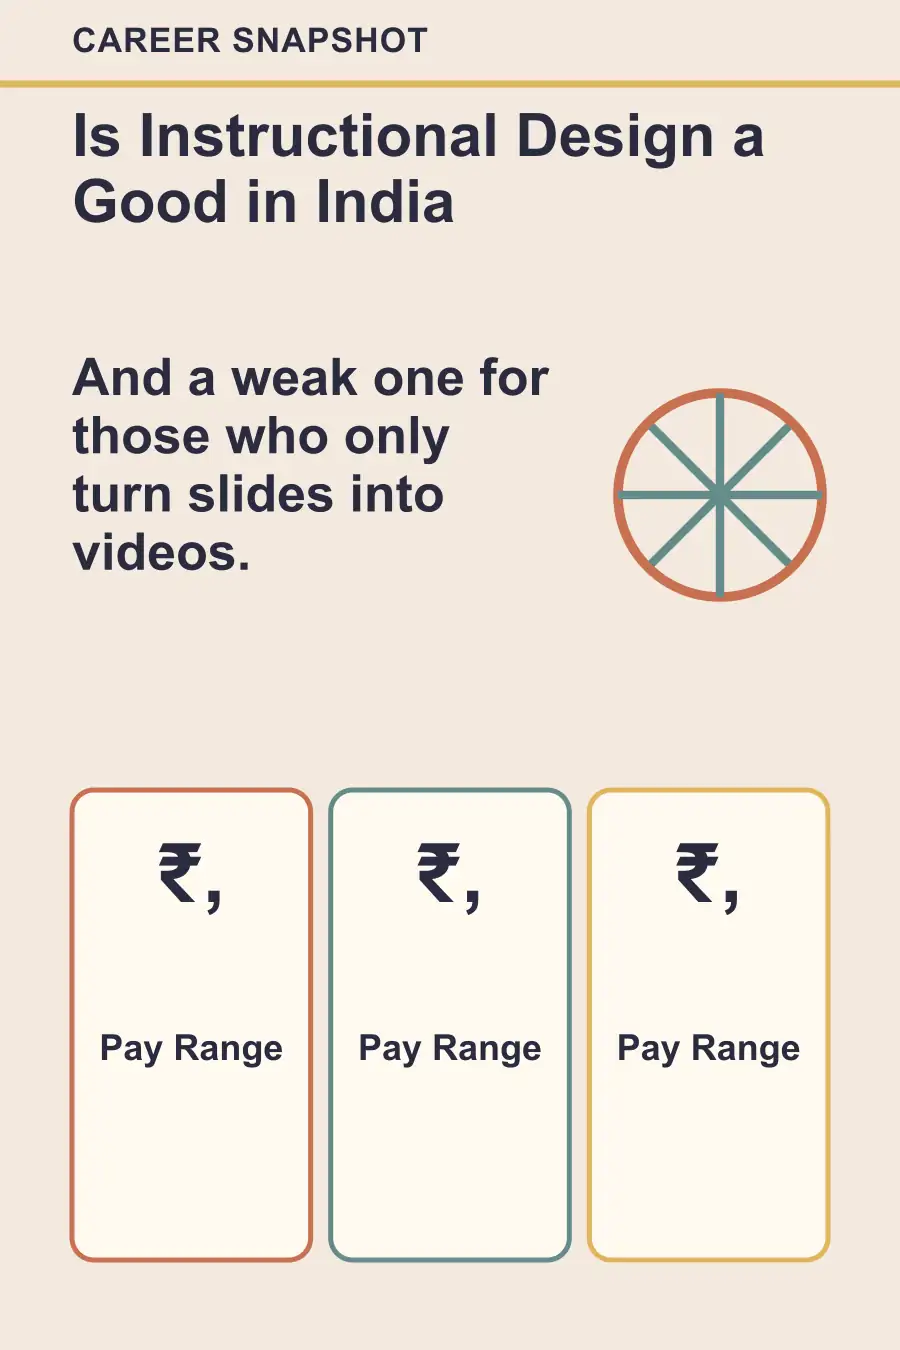 CAREER SNAPSHOT
Is Instructional Design a
Good in India
And a weak one for
those who only
turn slides into
videos.
₹,
₹,
₹,
Pay Range
Pay Range
Pay Range